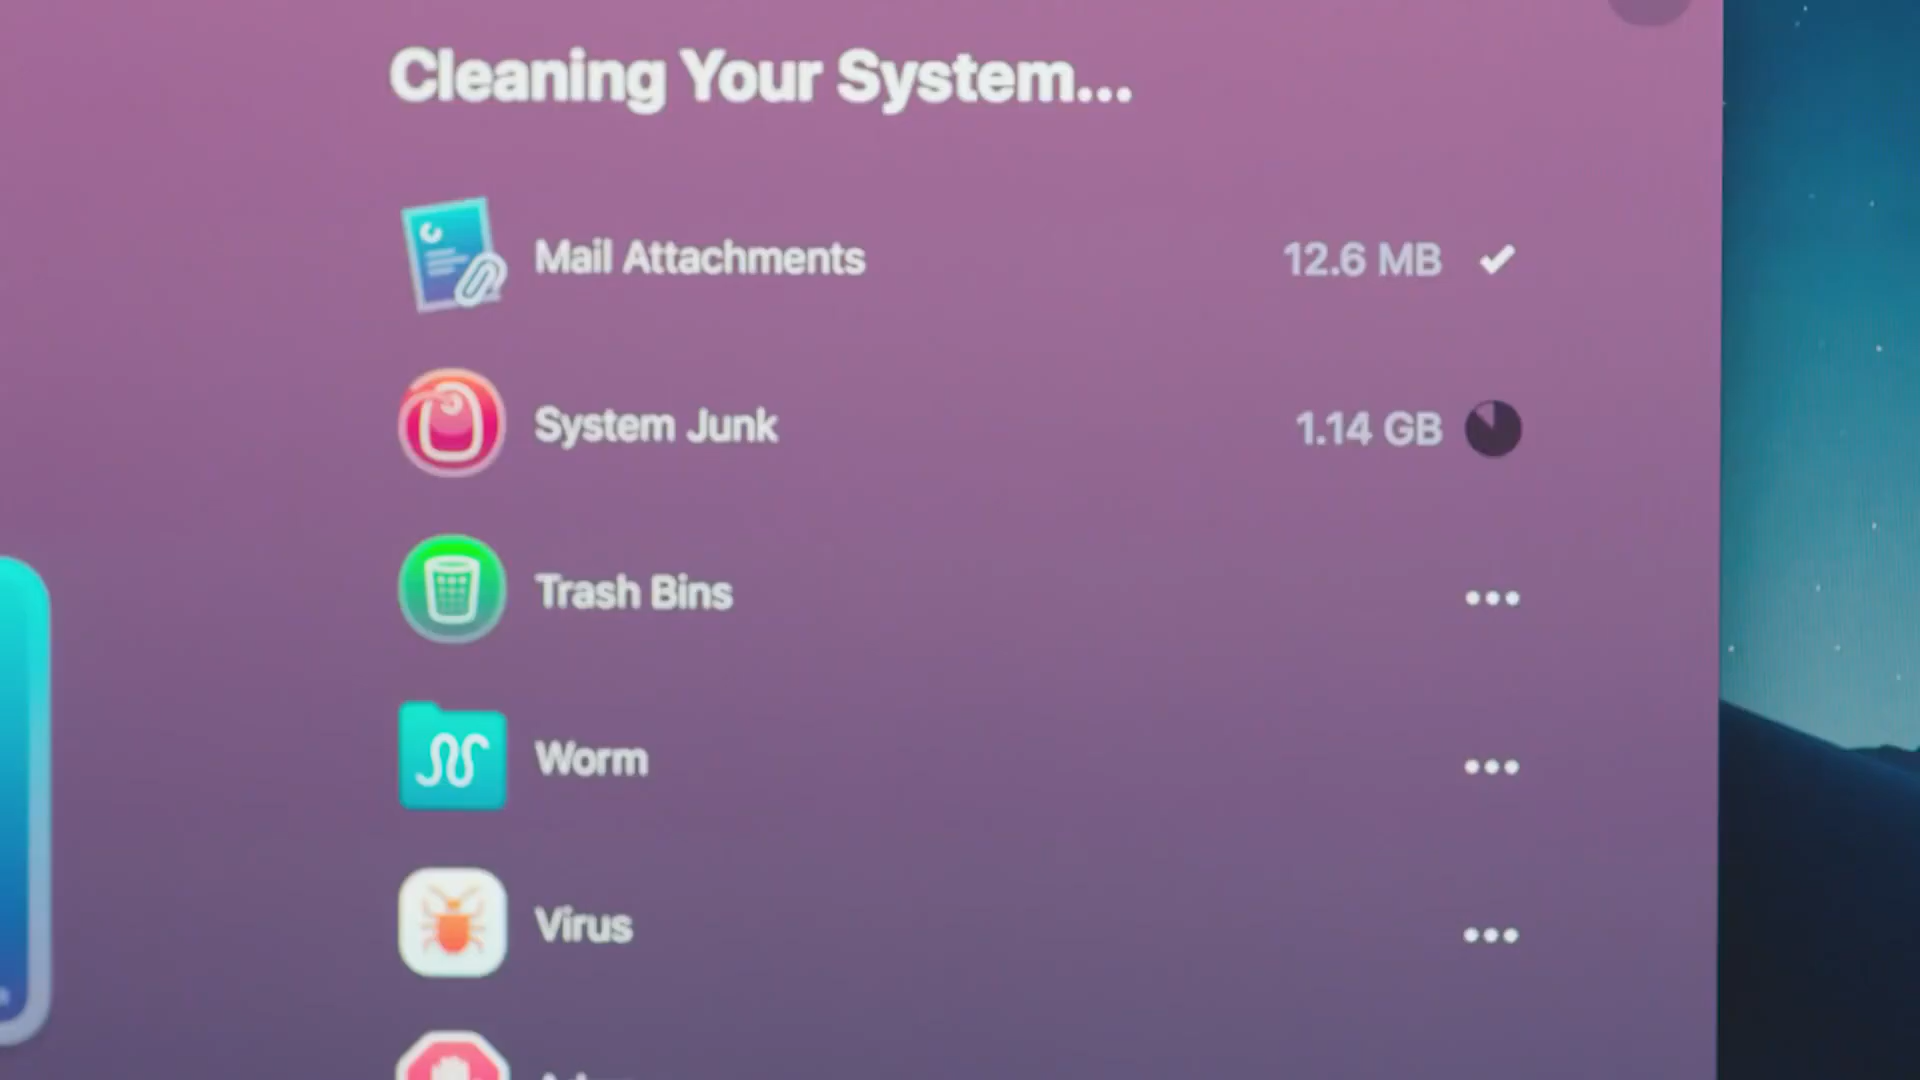 Cleaning Your System...
Mail Attachments 12.6 MB
System Junk 1.14 GB
Trash Bins
Worm
Virus